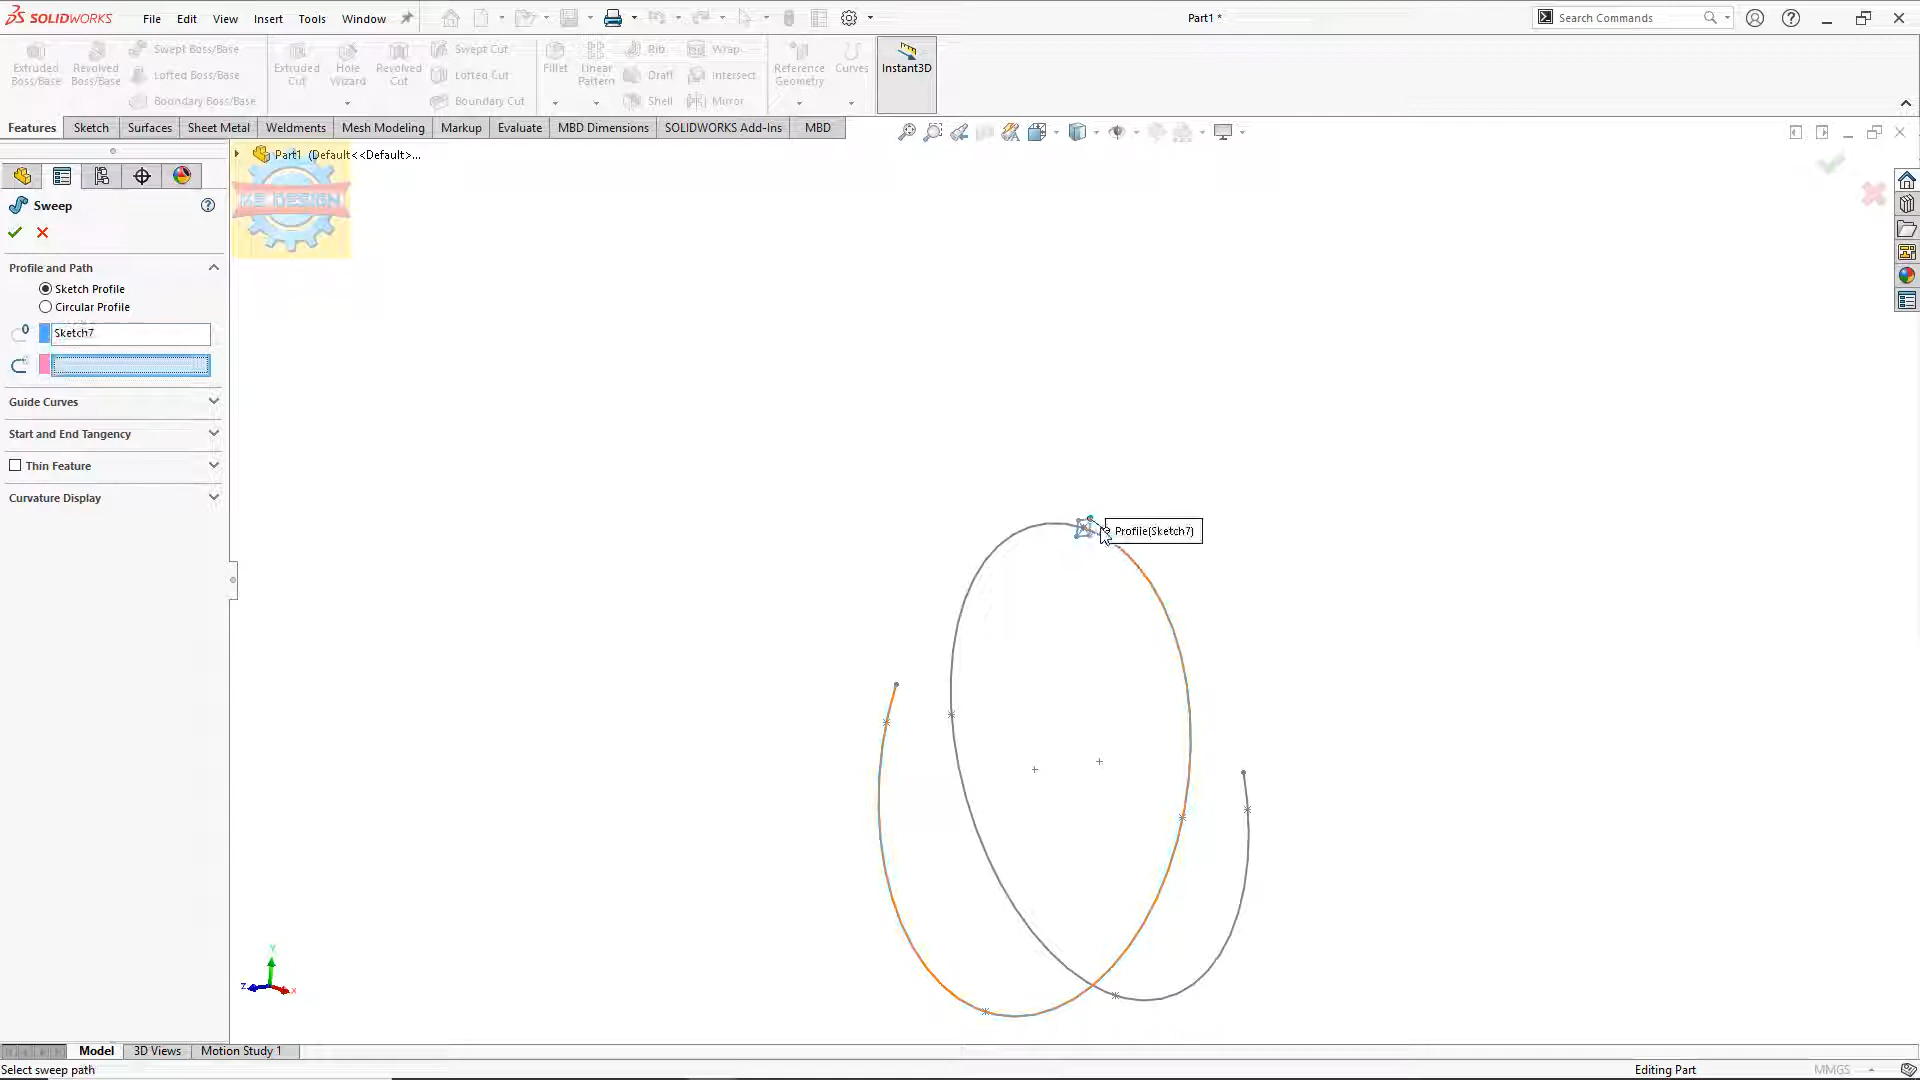 SOLIDWORKS
File Edit View Insert Tools Window
Part1 *
Search Commands
Extruded Boss/Base
Revolved Boss/Base
Swept Boss/Base
Lofted Boss/Base
Boundary Boss/Base
Extruded Cut
Hole Wizard
Revolved Cut
Swept Cut
Lofted Cut
Boundary Cut
Fillet
Linear Pattern
Rib
Draft
Shell
Wrap
Intersect
Mirror
Reference Geometry
Curves
Instant3D
Features Sketch Surfaces Sheet Metal Weldments Mesh Modeling Markup Evaluate MBD Dimensions SOLIDWORKS Add-Ins MBD
Part1 (Default<<Default>...
Sweep
Profile and Path
Sketch Profile
Circular Profile
Sketch7
Guide Curves
Start and End Tangency
Thin Feature
Curvature Display
Profile(Sketch7)
Y
Z
X
Model 3D Views Motion Study 1
Select sweep path
Editing Part
MMGS